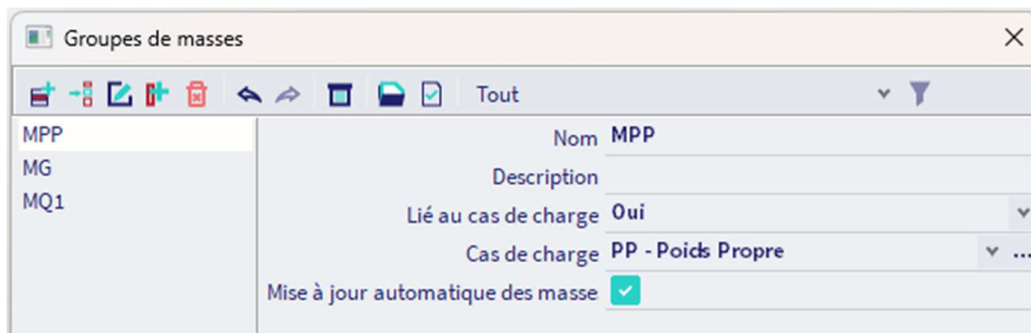 Groupes de masses
Tout
MPP
MG
MQ1
Nom MPP
Description
Lié au cas de charge Oui
Cas de charge PP - Poids Propre
Mise à jour automatique des masse